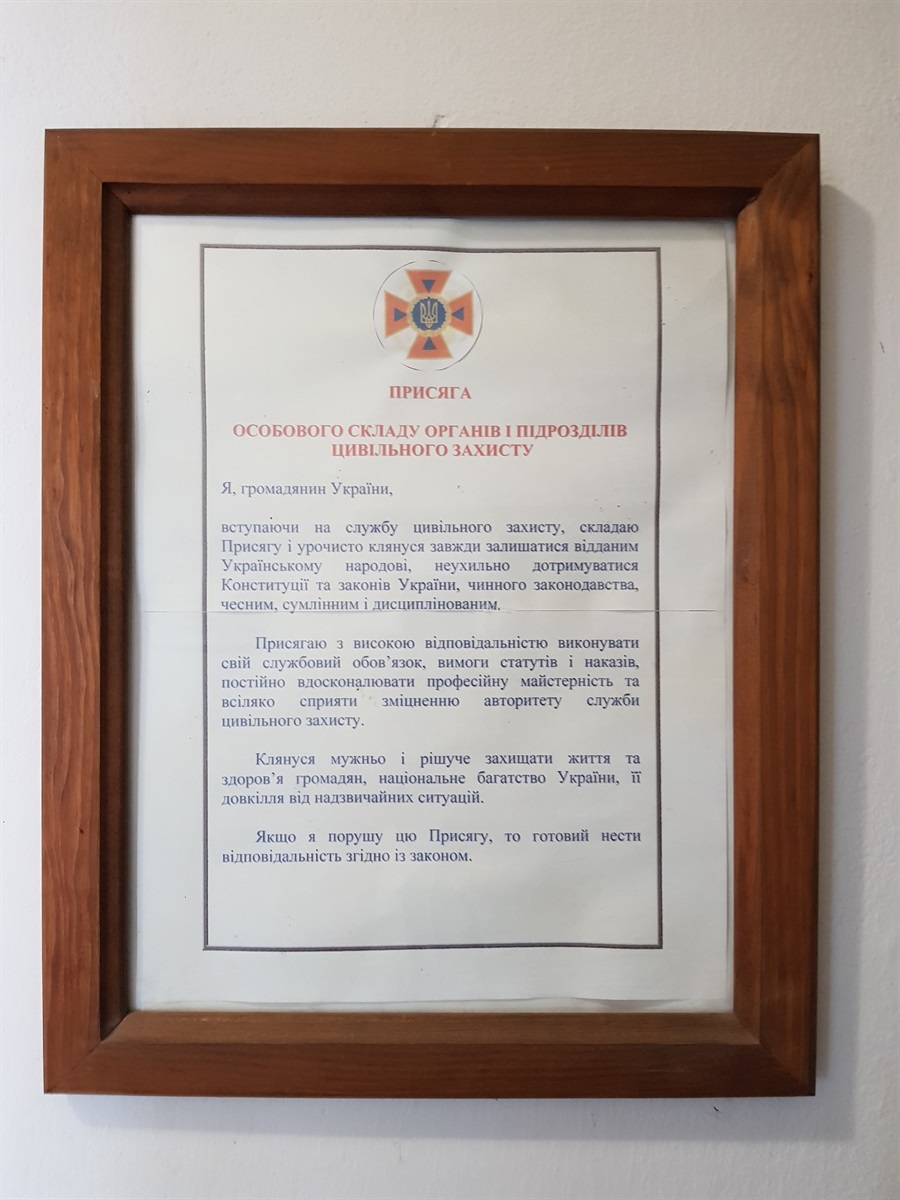 ПРИСЯГА
ОСОБОВОГО СКЛАДУ ОРГАНІВ І ПІДРОЗДІЛІВ
ЦИВІЛЬНОГО ЗАХИСТУ
Я, громадянин України,
вступаючи на службу цивільного захисту, складаю
Присягу і урочисто клянуся завжди залишатися відданим
Українському народові, неухильно дотримуватися
Конституції та законів України, чинного законодавства,
чесним, сумлінним і дисциплінованим.
Присягаю з високою відповідальністю виконувати
свій службовий обов’язок, вимоги статутів і наказів,
постійно вдосконалювати професійну майстерність та
всіляко сприяти зміцненню авторитету служби
цивільного захисту.
Клянуся мужньо і рішуче захищати життя та
здоров’я громадян, національне багатство України, її
довкілля від надзвичайних ситуацій.
Якщо я порушу цю Присягу, то готовий нести
відповідальність згідно із законом.